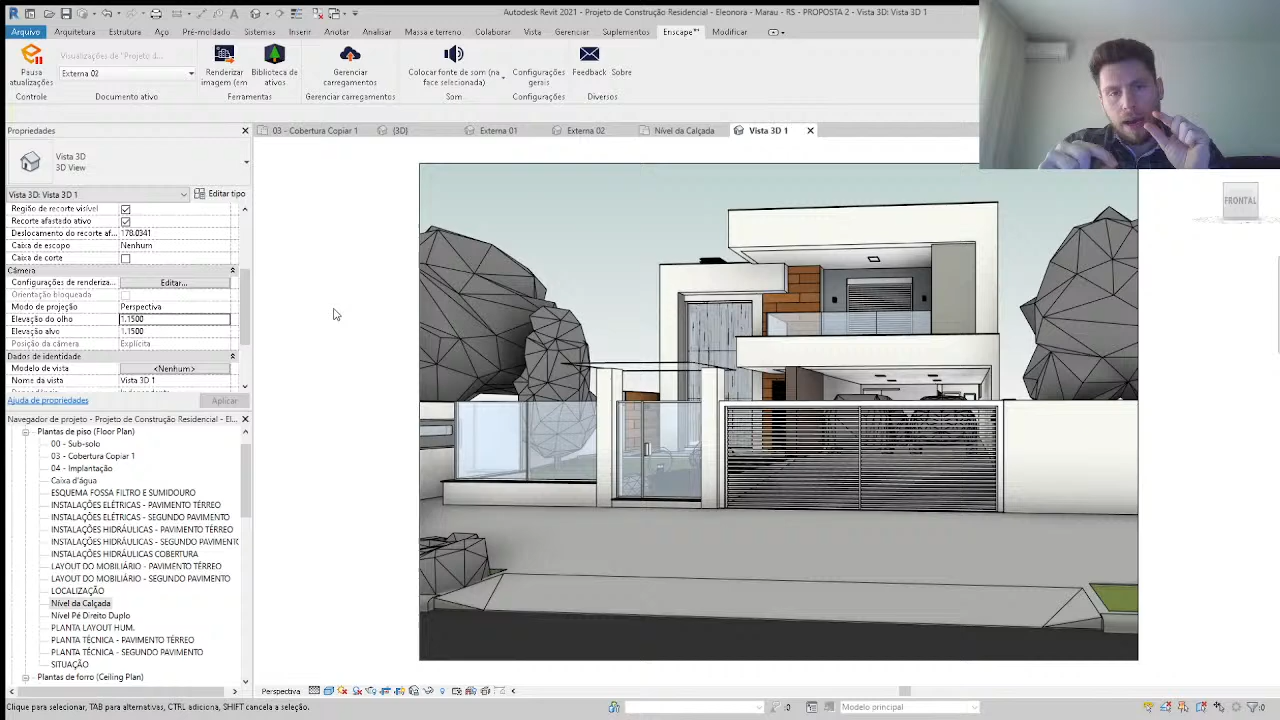 Autodesk Revit 2021 - Projeto de Construção Residencial - Eleonora - Marau - RS - PROPOSTA 2 - Vista 3D: Vista 3D 1
Arquivo Arquitetura Estrutura Aço Pré-moldado Sistemas Inserir Anotar Analisar Massa e terreno Colaborar Vista Gerenciar Suplementos Enscape™ Modificar
Visualizações de "Projeto d...
Externa 02
Pausa atualizações
Renderizar imagem (em
Biblioteca de ativos
Gerenciar carregamentos
Colocar fonte de som (na face selecionada)
Configurações gerais
Feedback
Sobre
Controle Documento ativo Ferramentas Gerenciar carregamentos Som... Configurações Diversos
Propriedades
03 - Cobertura Copiar 1 {3D} Externa 01 Externa 02 Nível da Calçada Vista 3D 1
Vista 3D
3D View
Vista 3D: Vista 3D 1 Editar tipo
Região de recorte visível
Recorte afastado ativo
Deslocamento do recorte af... 178.0341
Caixa de escopo Nenhum
Caixa de corte
Câmera
Configurações de renderiza... Editar...
Orientação bloqueada
Modo de projeção Perspectiva
Elevação do olho 1.1500
Elevação alvo 1.1500
Posição da câmera Explícita
Dados de identidade
Modelo de vista <Nenhum>
Nome da vista Vista 3D 1
Ajuda de propriedades Aplicar
FRONTAL
Navegador de projeto - Projeto de Construção Residencial - El...
Plantas de piso (Floor Plan)
00 - Sub-solo
03 - Cobertura Copiar 1
04 - Implantação
Caixa d'água
ESQUEMA FOSSA FILTRO E SUMIDOURO
INSTALAÇÕES ELÉTRICAS - PAVIMENTO TÉRREO
INSTALAÇÕES ELÉTRICAS - SEGUNDO PAVIMENTO
INSTALAÇÕES HIDRÁULICAS - PAVIMENTO TÉRREO
INSTALAÇÕES HIDRÁULICAS - SEGUNDO PAVIMENTO
INSTALAÇÕES HIDRÁULICAS COBERTURA
LAYOUT DO MOBILIÁRIO - PAVIMENTO TÉRREO
LAYOUT DO MOBILIÁRIO - SEGUNDO PAVIMENTO
LOCALIZAÇÃO
Nível da Calçada
Nível Pé Direito Duplo
PLANTA LAYOUT HUM.
PLANTA TÉCNICA - PAVIMENTO TÉRREO
PLANTA TÉCNICA - SEGUNDO PAVIMENTO
SITUAÇÃO
Plantas de forro (Ceiling Plan)
Perspectiva
Clique para selecionar, TAB para alternativas, CTRL adiciona, SHIFT cancela a seleção. :0 Modelo principal :0